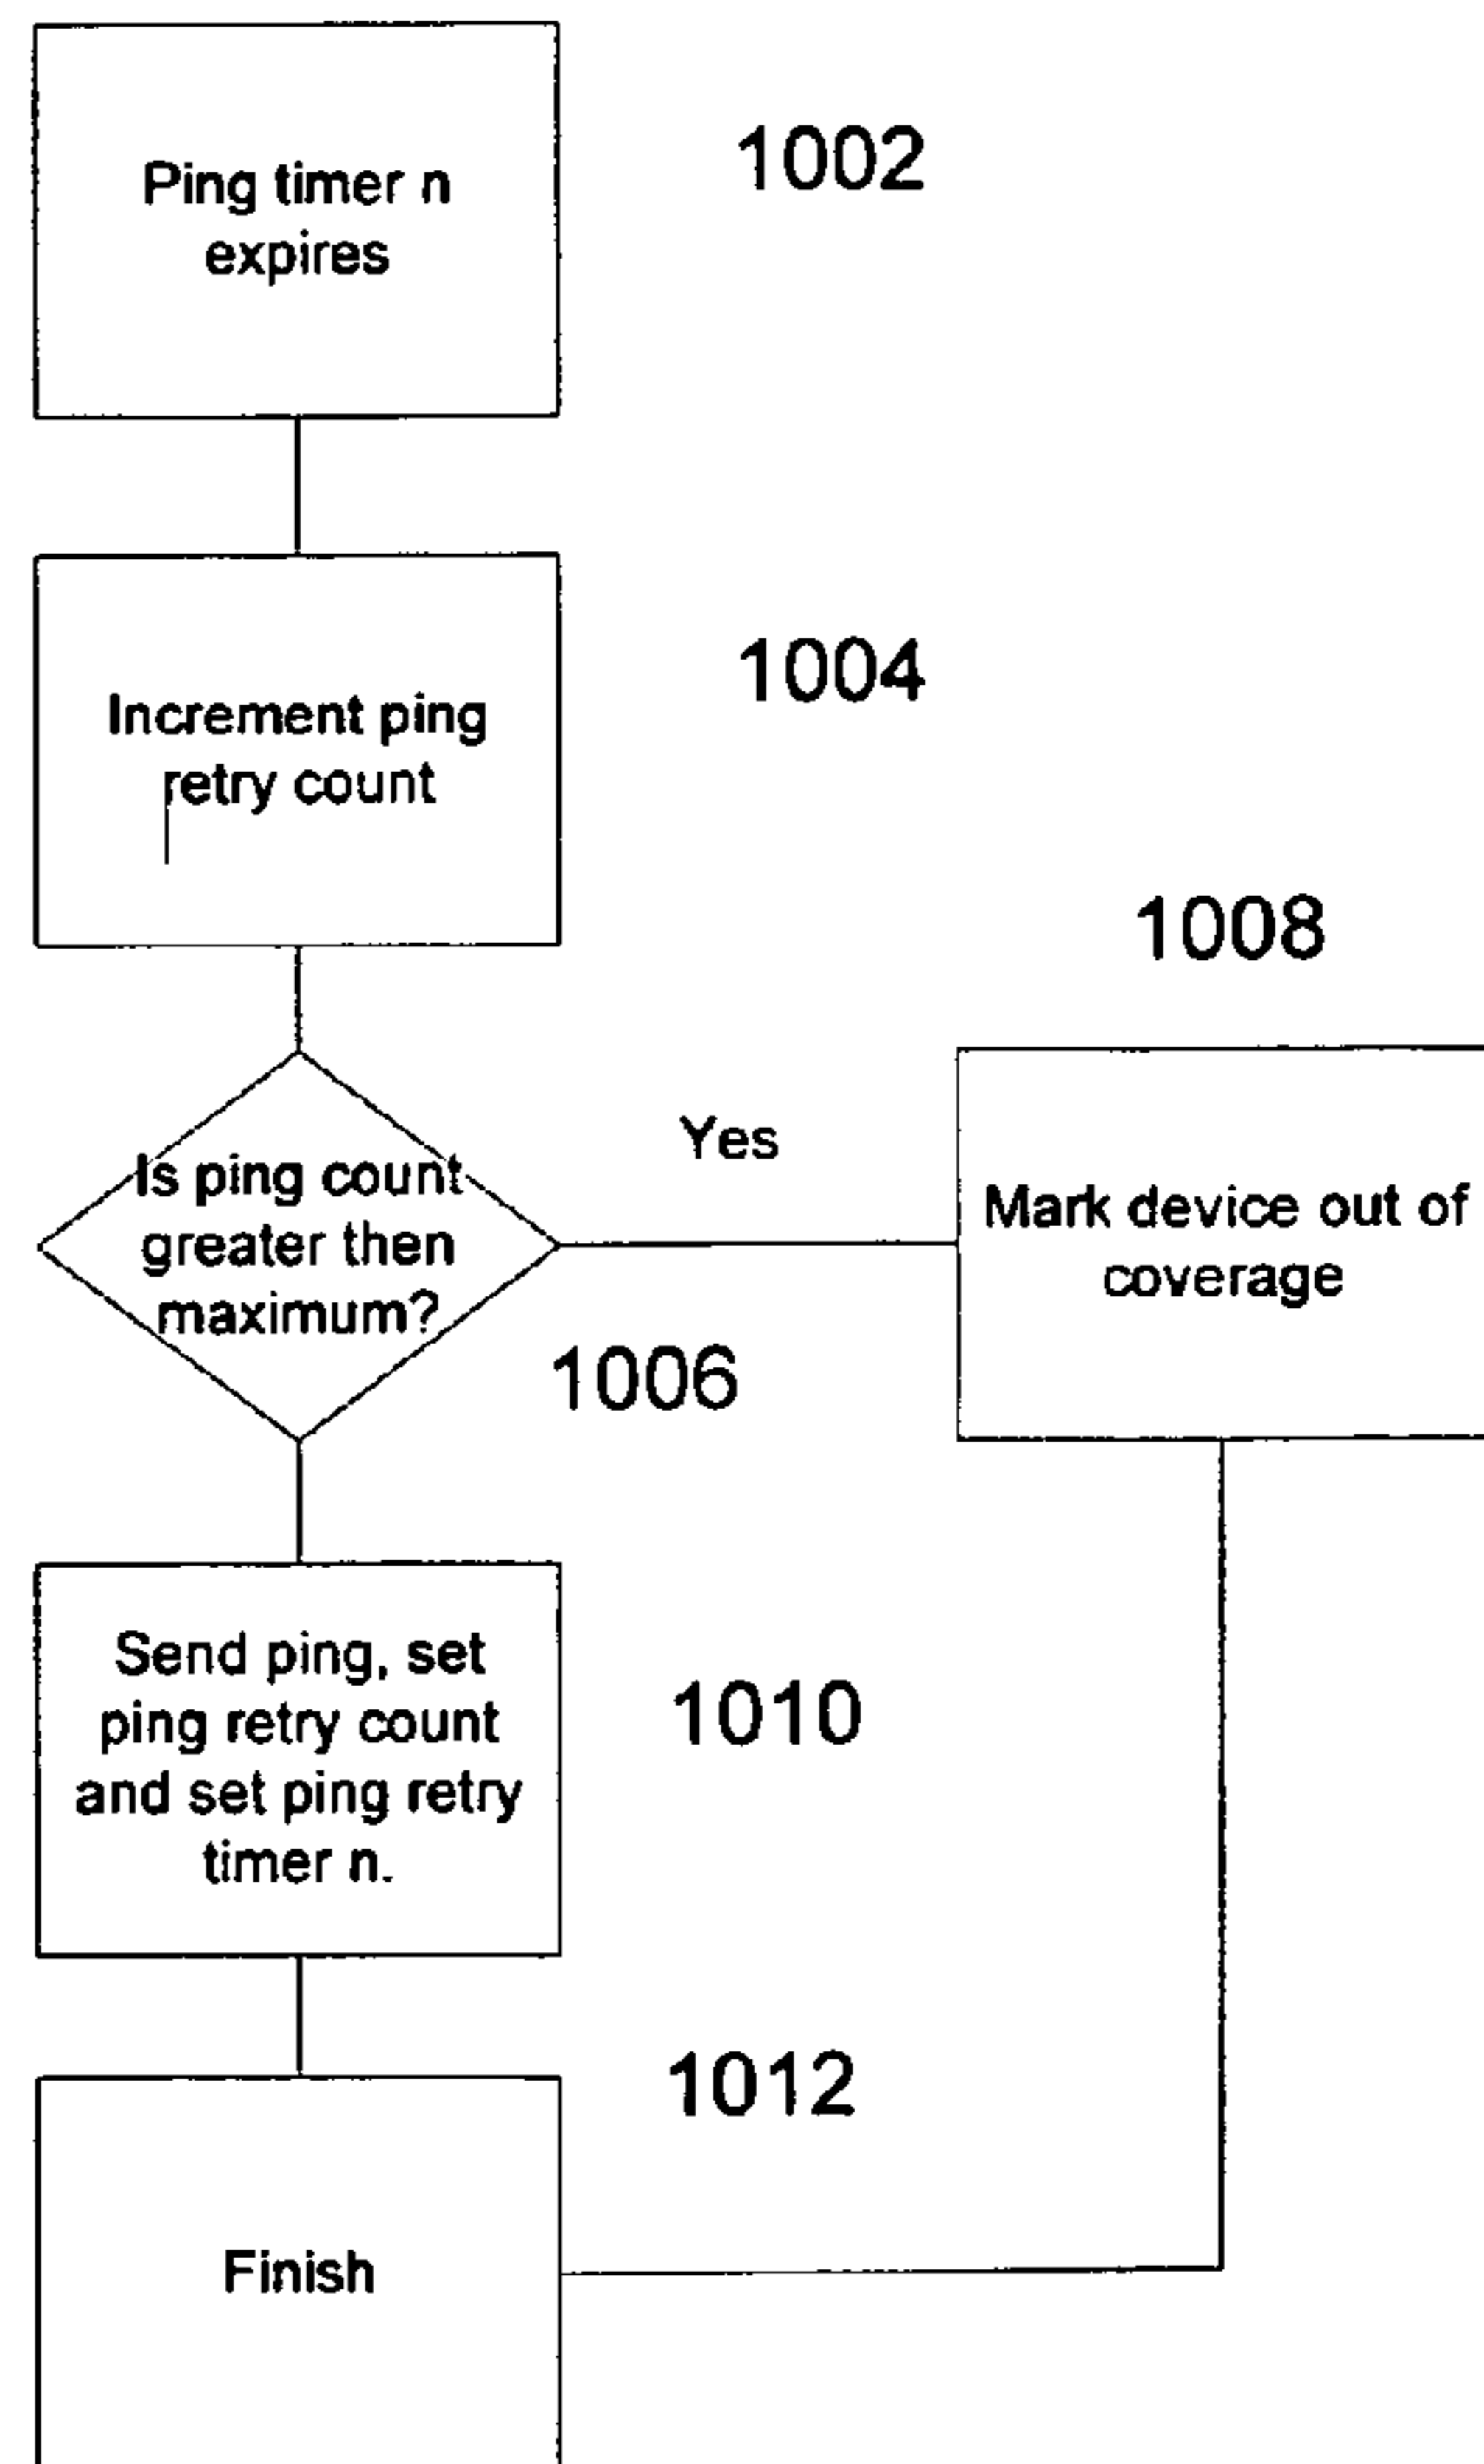 Ping timer n
expires
1002
Increment ping
retry count
1004
Is ping count
greater then
maximum?
1006
Yes
1008
Mark device out of
coverage
Send ping, set
ping retry count
and set ping retry
timer n.
1010
1012
Finish